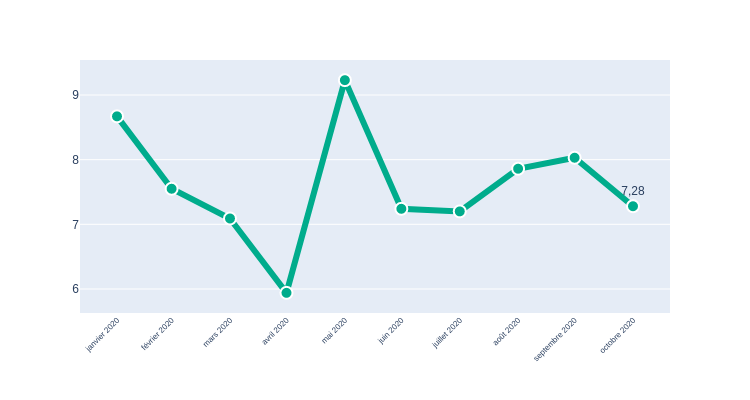 9
8
7
6
7,28
janvier 2020
février 2020
mars 2020
avril 2020
mai 2020
juin 2020
juillet 2020
août 2020
septembre 2020
octobre 2020